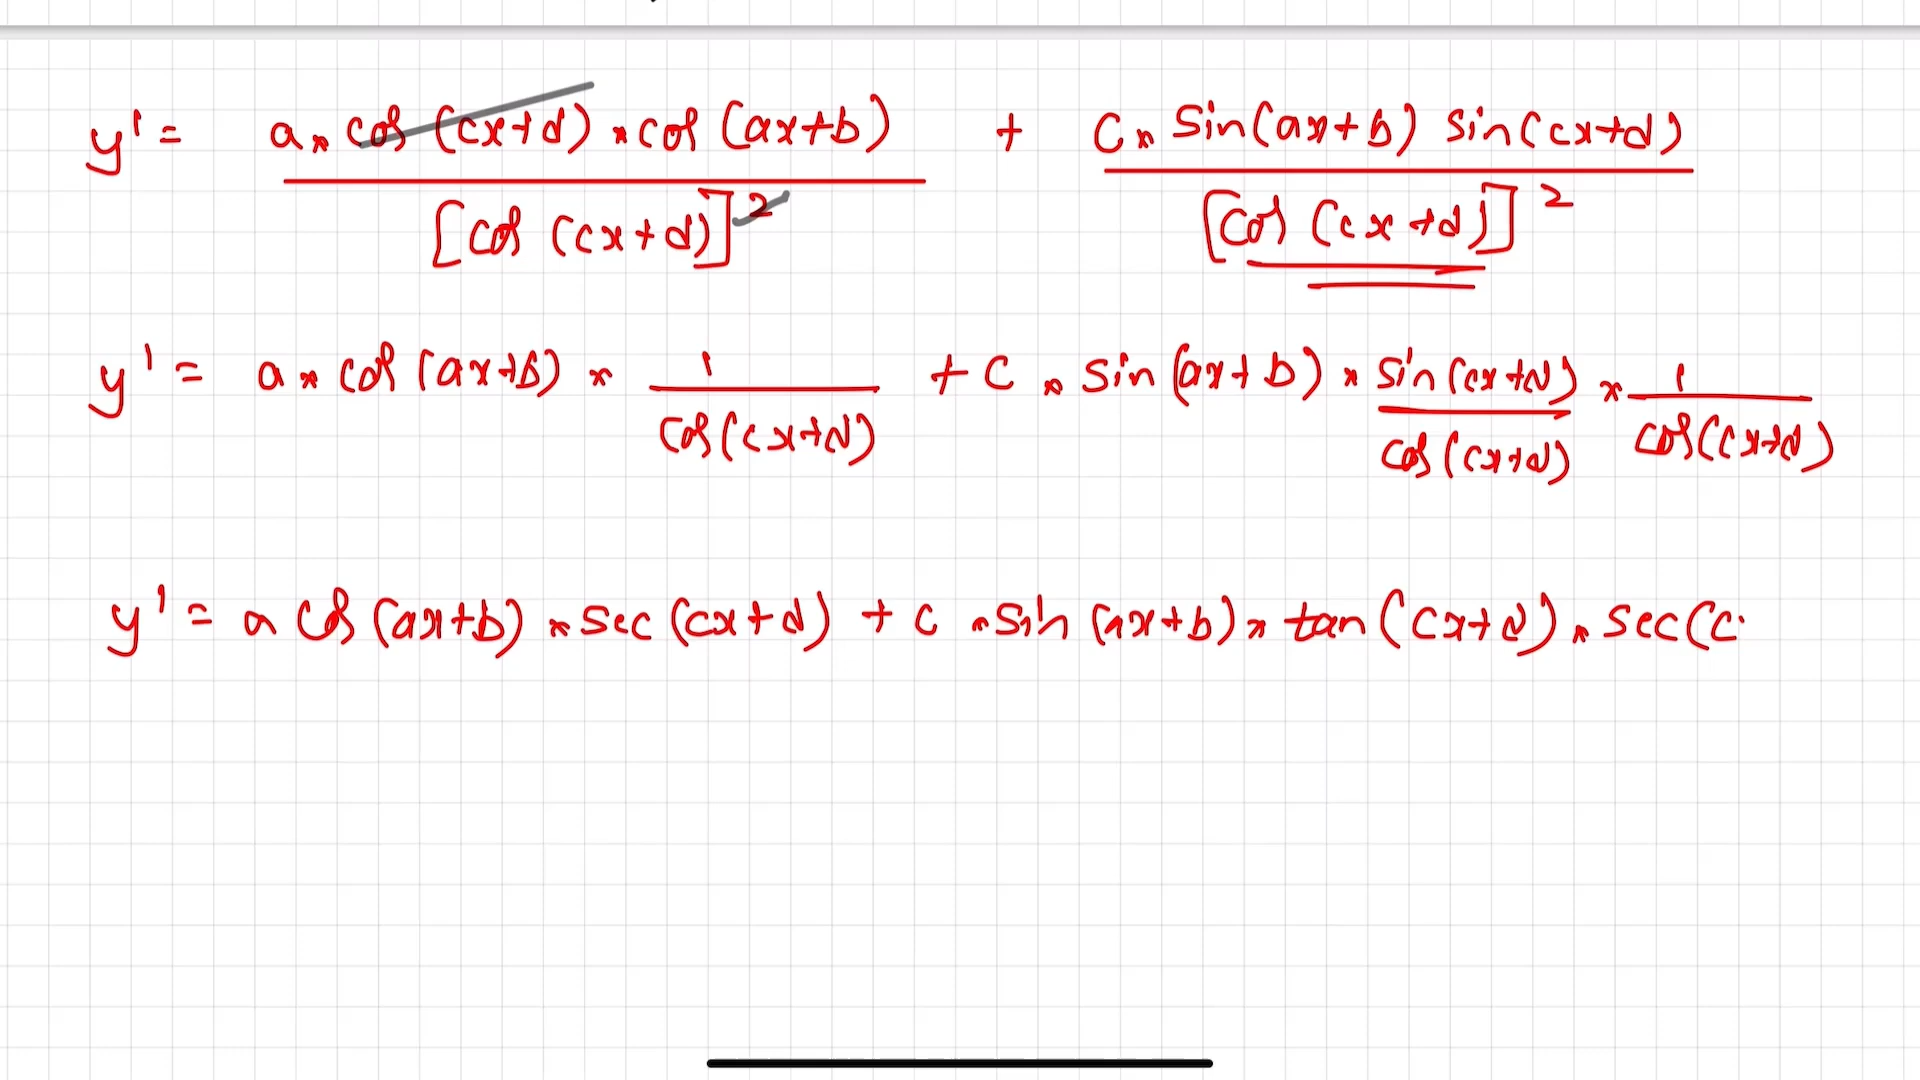 y' = a * cos (cx+d) * cos (ax+b) / [cos (cx+d)]² + c * sin(ax+b) sin(cx+d) / [cos (cx+d)]²
y' = a * cos (ax+b) * 1 / cos(cx+d) + c * sin(ax+b) * sin(cx+d) / cos(cx+d) * 1 / cos(cx+d)
y' = a cos (ax+b) * sec (cx+d) + c * sin (ax+b) * tan (cx+d) * sec(c